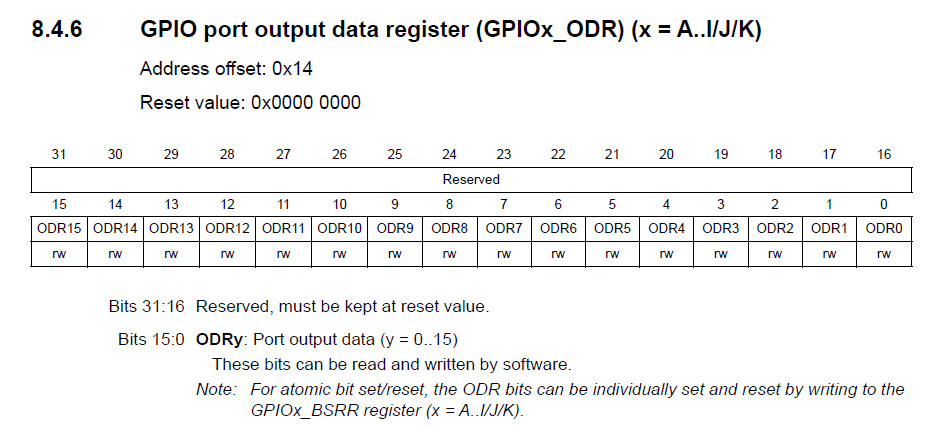 8.4.6 GPIO port output data register (GPIOx_ODR) (x = A..I/J/K)
Address offset: 0x14
Reset value: 0x0000 0000
31 30 29 28 27 26 25 24 23 22 21 20 19 18 17 16
Reserved
15 14 13 12 11 10 9 8 7 6 5 4 3 2 1 0
ODR15 ODR14 ODR13 ODR12 ODR11 ODR10 ODR9 ODR8 ODR7 ODR6 ODR5 ODR4 ODR3 ODR2 ODR1 ODR0
rw rw rw rw rw rw rw rw rw rw rw rw rw rw rw rw
Bits 31:16 Reserved, must be kept at reset value.
Bits 15:0 ODRy: Port output data (y = 0..15)
These bits can be read and written by software.
Note: For atomic bit set/reset, the ODR bits can be individually set and reset by writing to the
GPIOx_BSRR register (x = A..I/J/K).